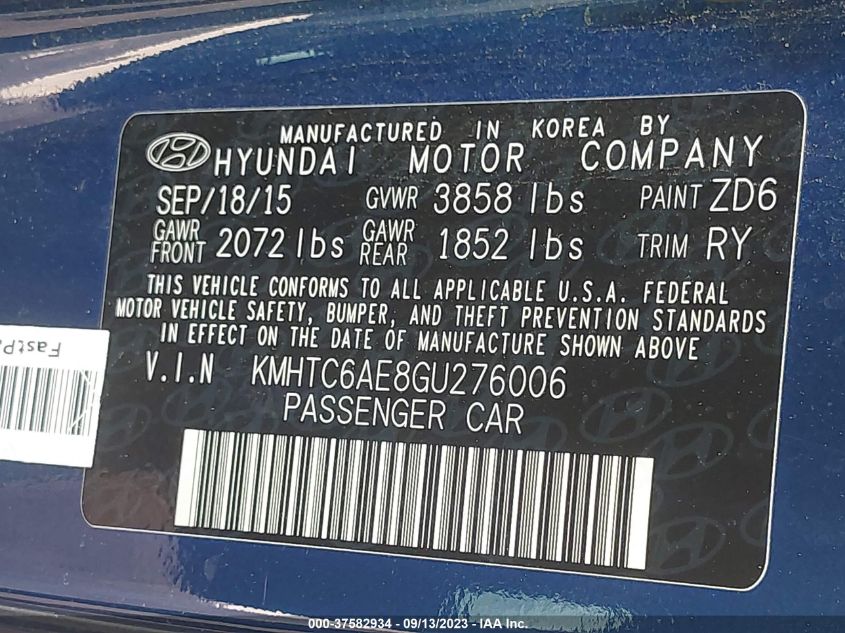 MANUFACTURED IN KOREA BY
HYUNDAI MOTOR COMPANY
SEP/18/15 GVWR 3858 lbs PAINT ZD6
GAWR FRONT 2072 lbs GAWR REAR 1852 lbs TRIM RY
THIS VEHICLE CONFORMS TO ALL APPLICABLE U.S.A. FEDERAL
MOTOR VEHICLE SAFETY, BUMPER, AND THEFT PREVENTION STANDARDS
IN EFFECT ON THE DATE OF MANUFACTURE SHOWN ABOVE
V.I.N KMHTC6AE8GU276006
PASSENGER CAR
000-37582934 - 09/13/2023 - IAA Inc.